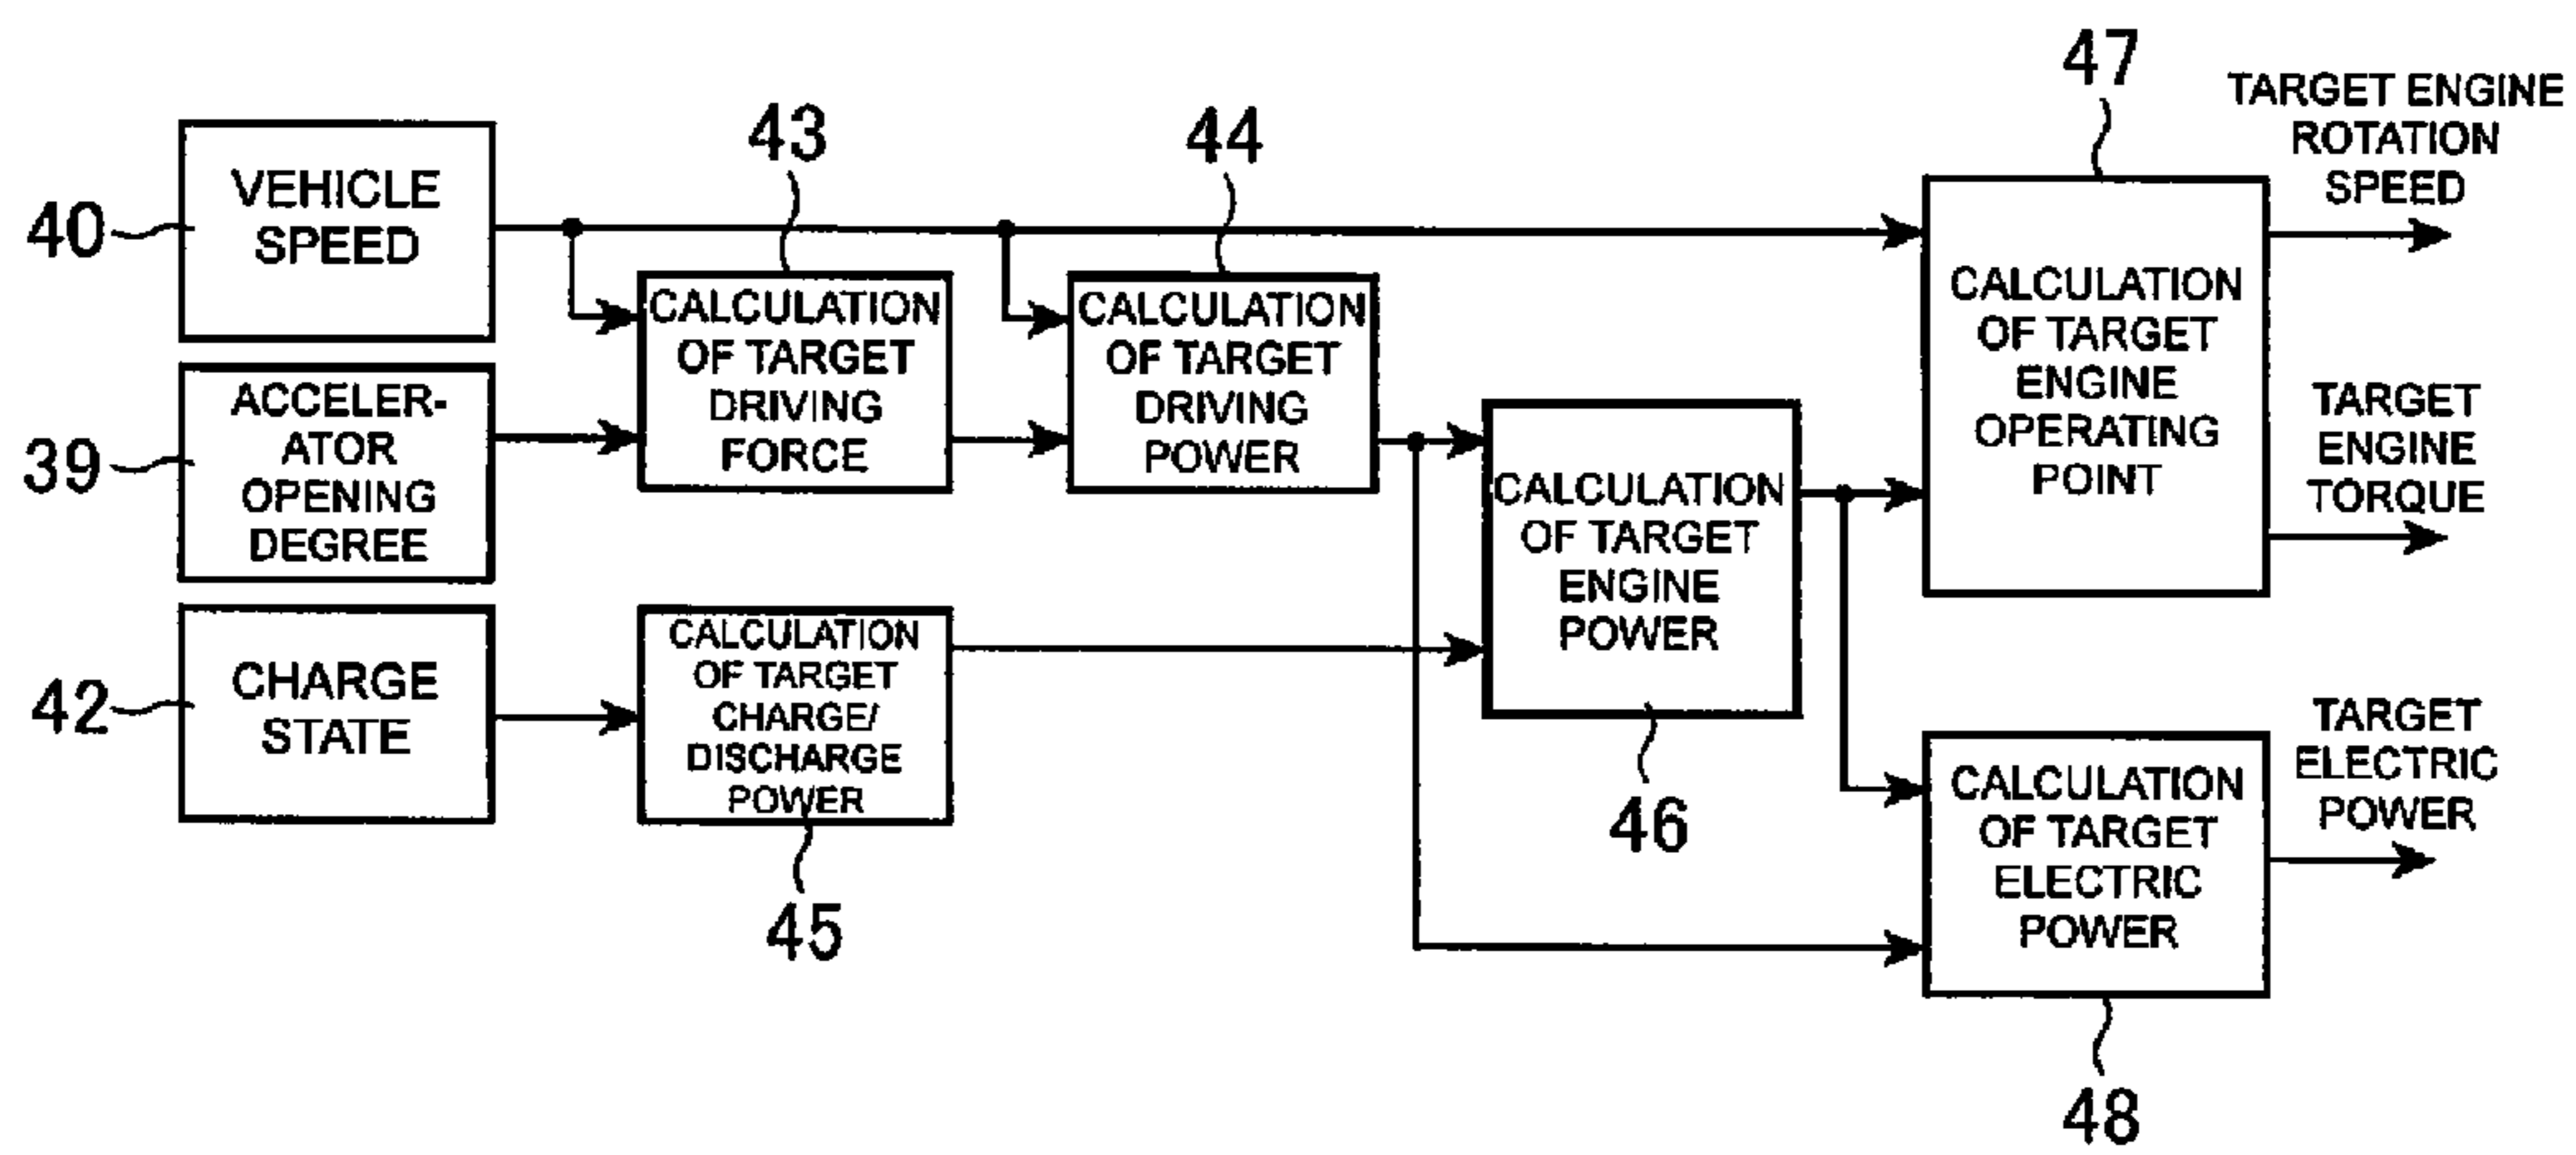 47
TARGET ENGINE
ROTATION
SPEED
43
44
40
VEHICLE
SPEED
CALCULATION
OF TARGET
DRIVING
FORCE
CALCULATION
OF TARGET
DRIVING
POWER
CALCULATION
OF TARGET
ENGINE
OPERATING
POINT
39
ACCELER-
ATOR
OPENING
DEGREE
TARGET
ENGINE
TORQUE
CALCULATION
OF TARGET
ENGINE
POWER
46
42
CHARGE
STATE
CALCULATION
OF TARGET
CHARGE/
DISCHARGE
POWER
45
TARGET
ELECTRIC
POWER
CALCULATION
OF TARGET
ELECTRIC
POWER
48